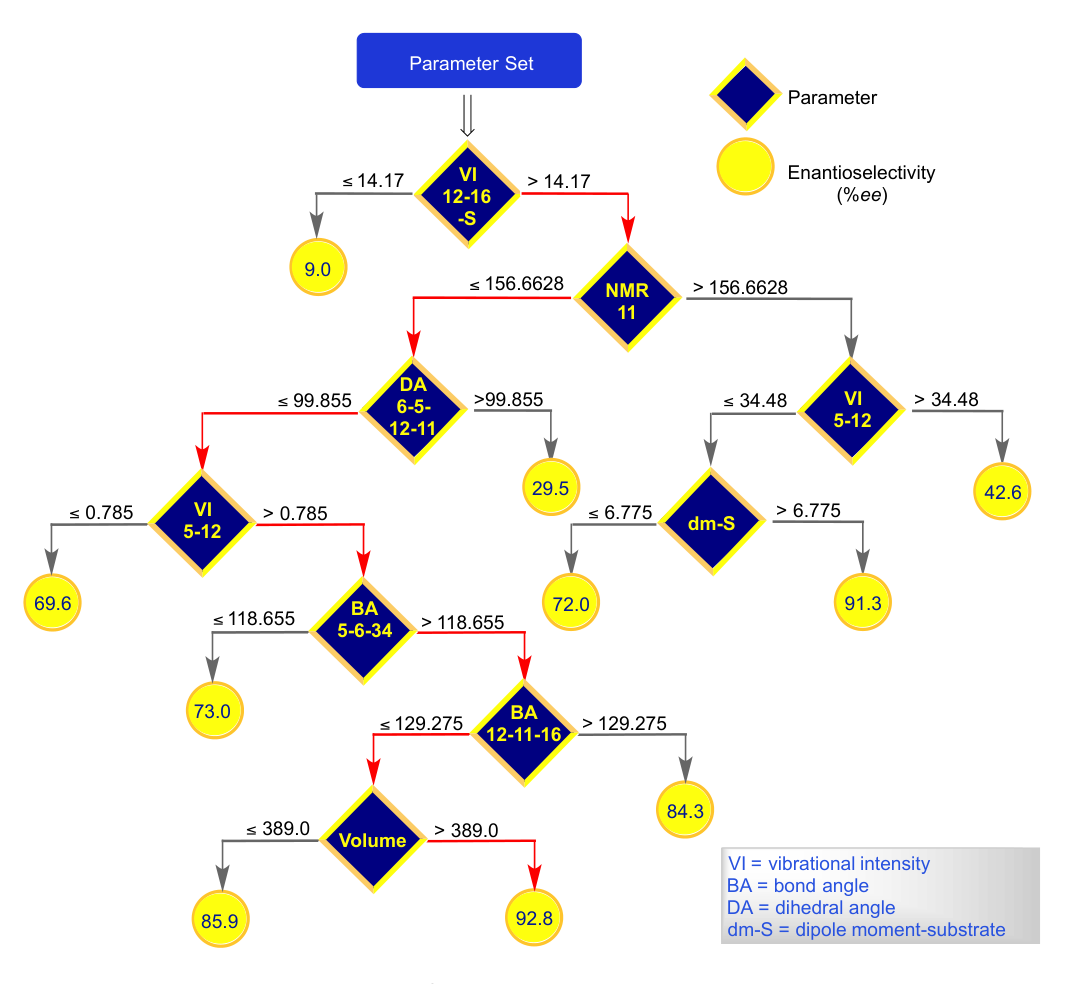 Parameter Set
Parameter
Enantioselectivity
(%ee)
≤ 14.17
VI
12-16
-S
> 14.17
9.0
≤ 156.6628
NMR
11
> 156.6628
≤ 99.855
DA
6-5-
12-11
>99.855
≤ 34.48
VI
5-12
> 34.48
29.5
42.6
≤ 0.785
VI
5-12
> 0.785
≤ 6.775
dm-S
> 6.775
69.6
72.0
91.3
≤ 118.655
BA
5-6-34
> 118.655
73.0
≤ 129.275
BA
12-11-16
> 129.275
84.3
≤ 389.0
Volume
> 389.0
85.9
92.8
VI = vibrational intensity
BA = bond angle
DA = dihedral angle
dm-S = dipole moment-substrate